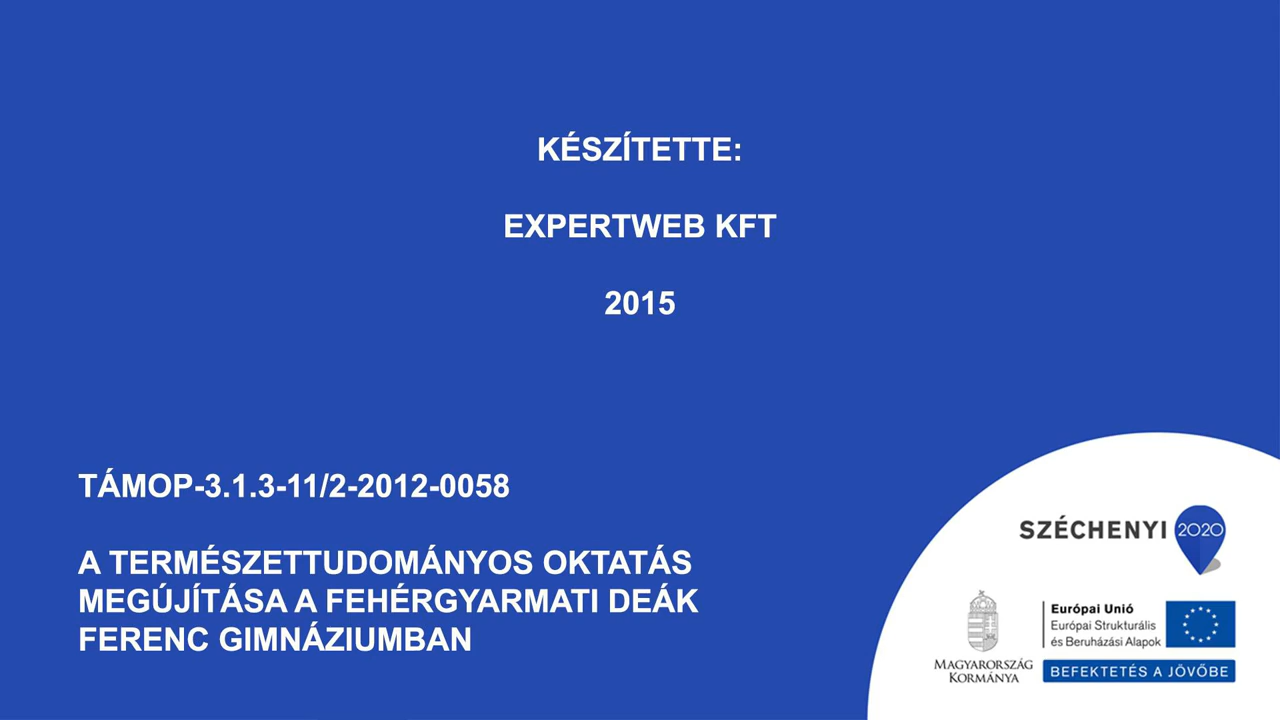 KÉSZÍTETTE:
EXPERTWEB KFT
2015
TÁMOP-3.1.3-11/2-2012-0058
A TERMÉSZETTUDOMÁNYOS OKTATÁS
MEGÚJÍTÁSA A FEHÉRGYARMATI DEÁK
FERENC GIMNÁZIUMBAN
SZÉCHENYI 2020
MAGYARORSZÁG
KORMÁNYA
Európai Unió
Európai Strukturális
és Beruházási Alapok
BEFEKTETÉS A JÖVŐBE